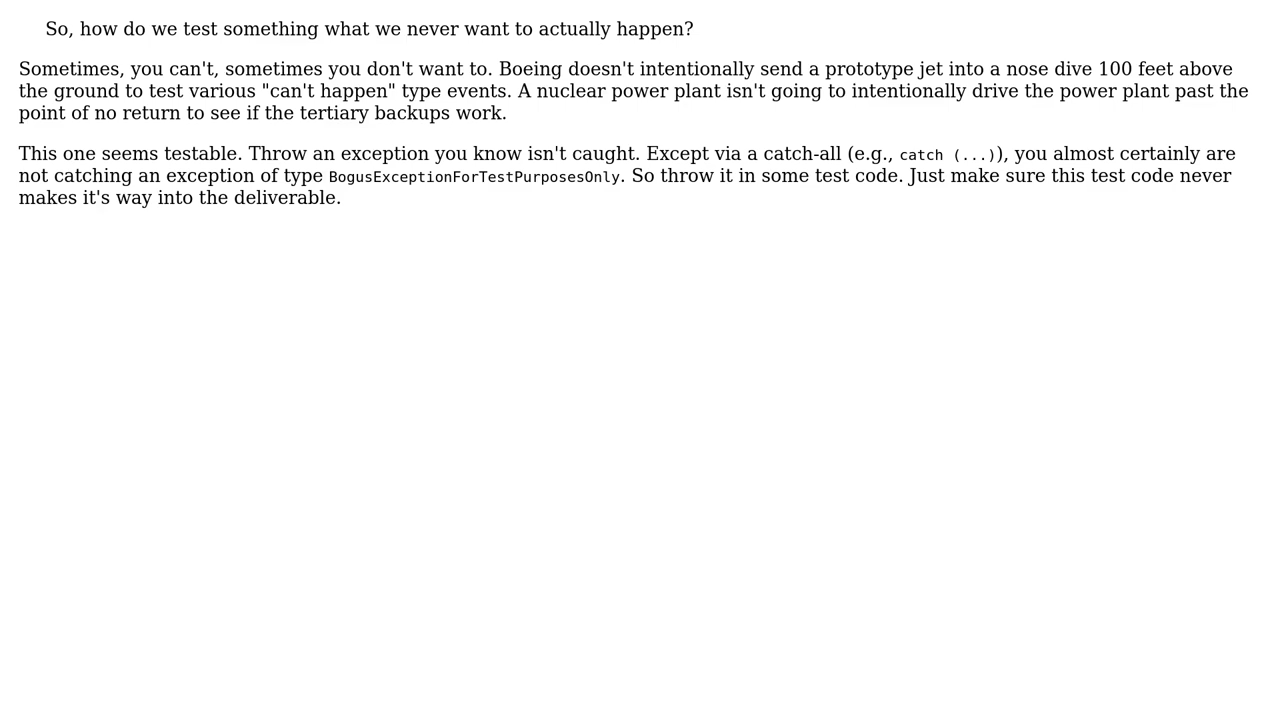 So, how do we test something what we never want to actually happen?
Sometimes, you can't, sometimes you don't want to. Boeing doesn't intentionally send a prototype jet into a nose dive 100 feet above
the ground to test various "can't happen" type events. A nuclear power plant isn't going to intentionally drive the power plant past the
point of no return to see if the tertiary backups work.
This one seems testable. Throw an exception you know isn't caught. Except via a catch-all (e.g., catch (...)), you almost certainly are
not catching an exception of type BogusExceptionForTestPurposesOnly. So throw it in some test code. Just make sure this test code never
makes it's way into the deliverable.